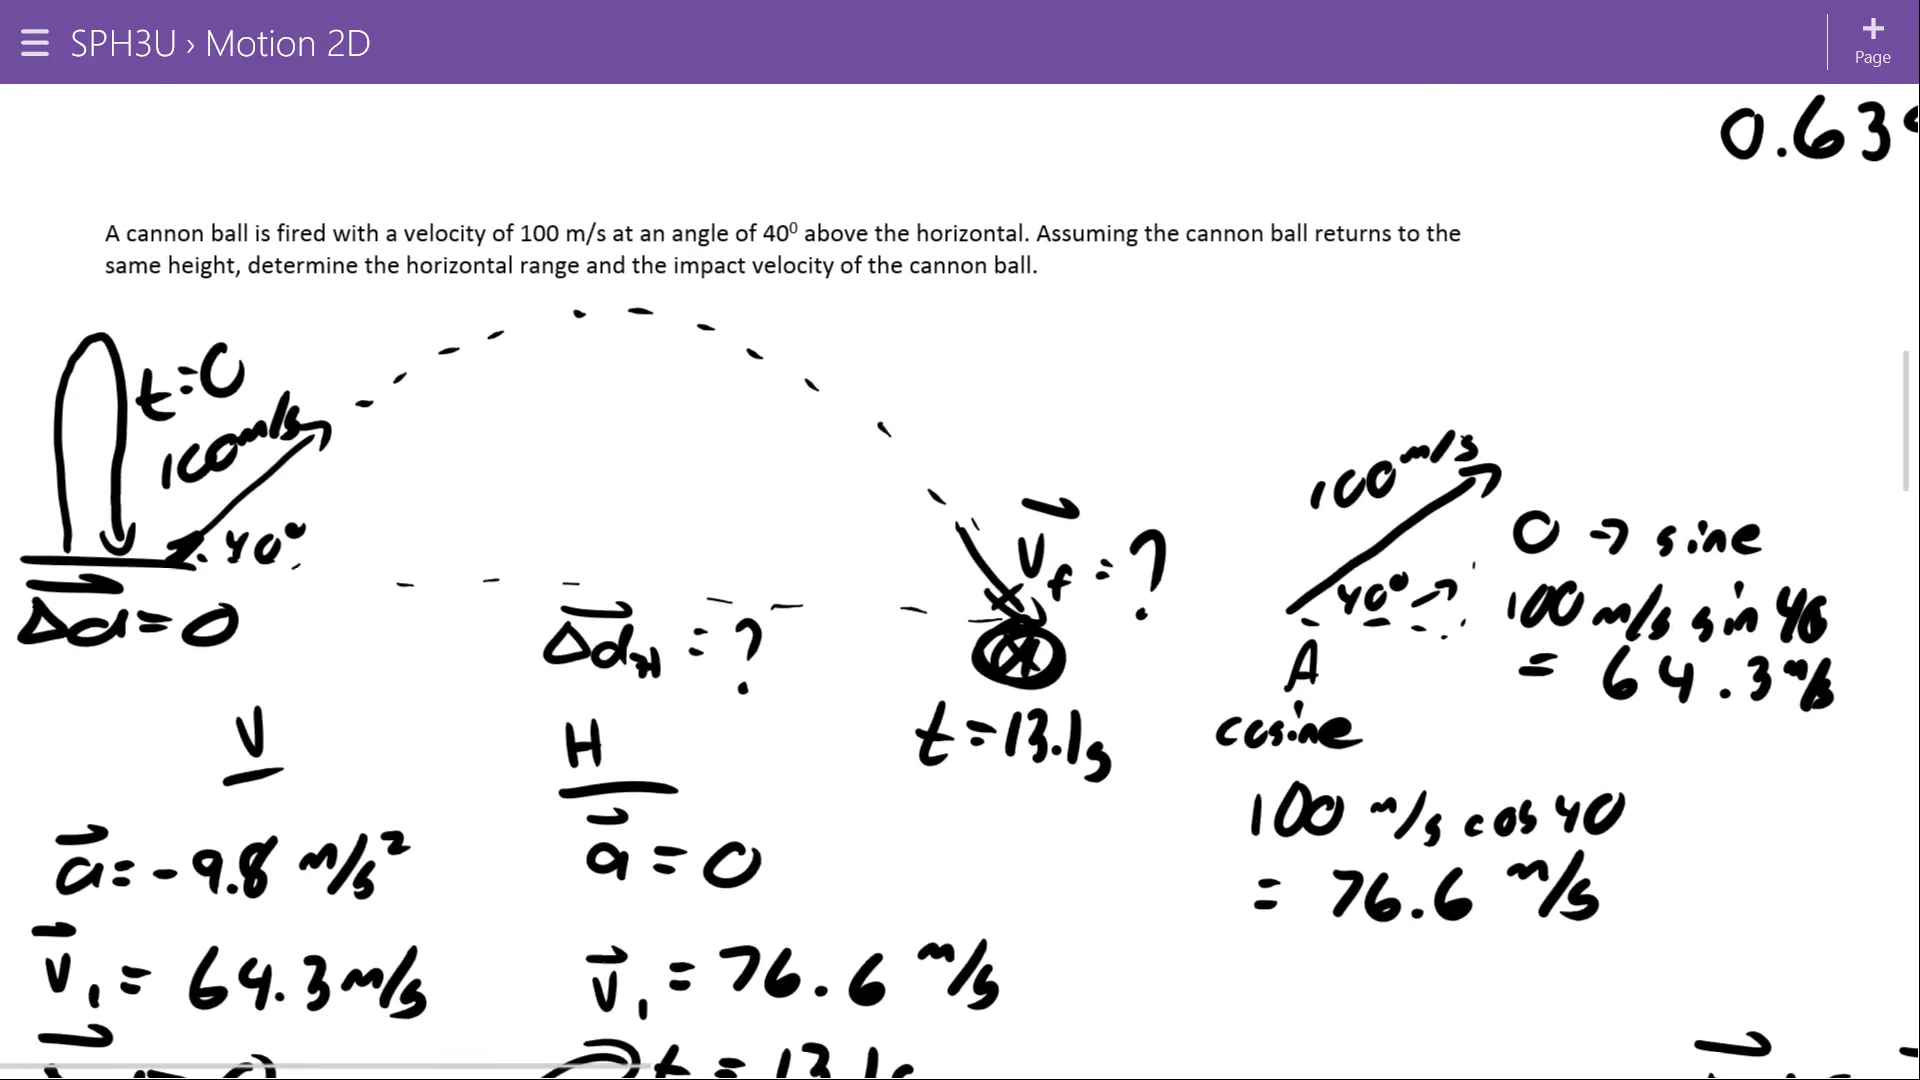 SPH3U › Motion 2D
Page
0.63
A cannon ball is fired with a velocity of 100 m/s at an angle of 40⁰ above the horizontal. Assuming the cannon ball returns to the
same height, determine the horizontal range and the impact velocity of the cannon ball.
t=0
100m/s
40°
Δd=0
Δd_H = ?
V_f = ?
t=13.1s
100 m/s
40°
O → sine
100 m/s sin 40
= 64.3 m/s
A
cosine
100 m/s cos 40
= 76.6 m/s
V
a = -9.8 m/s²
V₁ = 64.3 m/s
H
a = 0
V₁ = 76.6 m/s
t = 13.1s